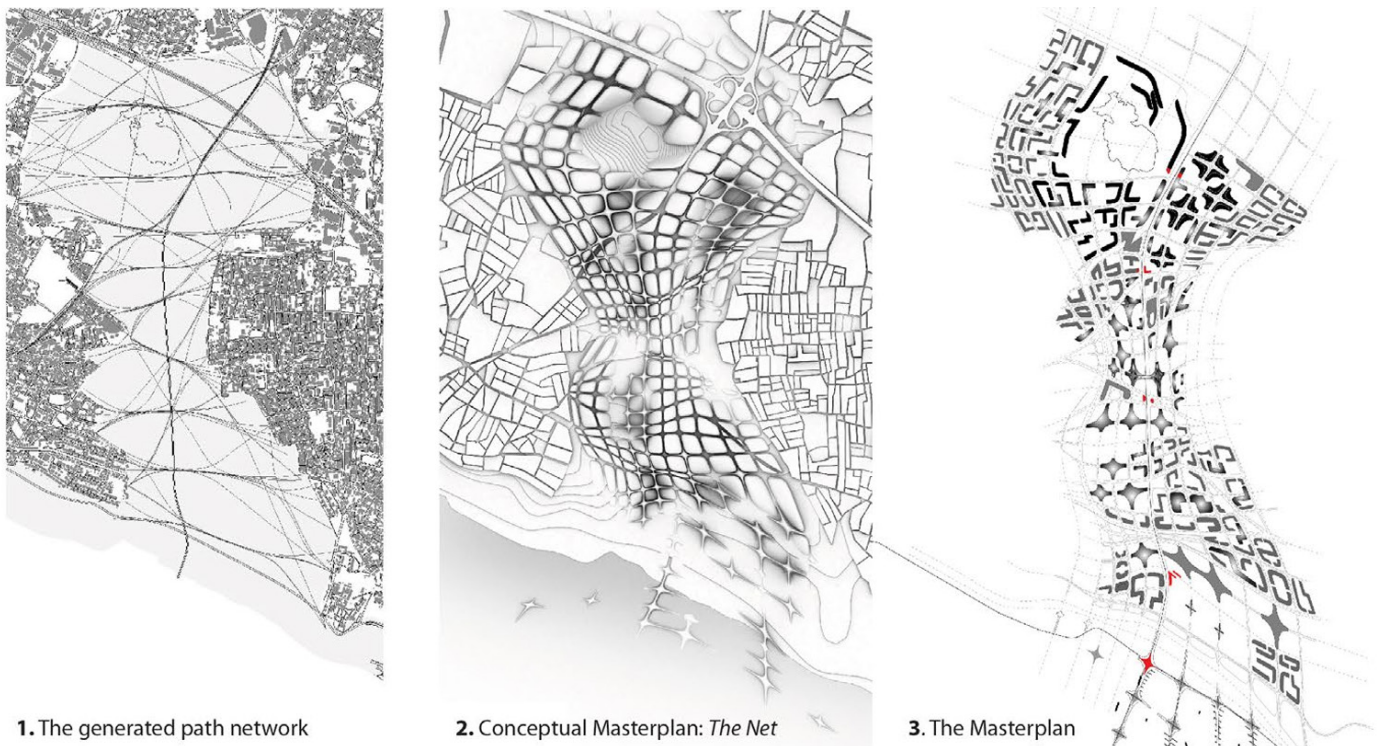 1. The generated path network
2. Conceptual Masterplan: The Net
3. The Masterplan